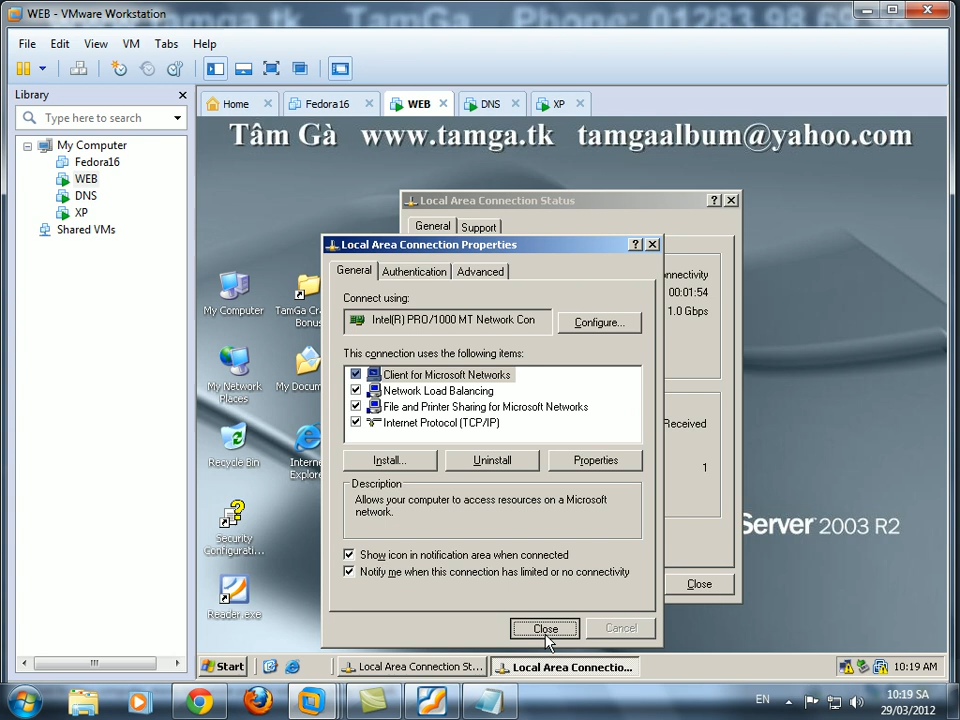 WEB - VMware Workstation
File Edit View VM Tabs Help
Library
Type here to search
My Computer
Fedora16
WEB
DNS
XP
Shared VMs
Home Fedora16 WEB DNS XP
Tâm Gà www.tamga.tk tamgaalbum@yahoo.com
Local Area Connection Status
General Support
Local Area Connection Properties
General Authentication Advanced
Connect using:
Intel(R) PRO/1000 MT Network Con
Configure...
This connection uses the following items:
Client for Microsoft Networks
Network Load Balancing
File and Printer Sharing for Microsoft Networks
Internet Protocol (TCP/IP)
Install... Uninstall Properties
Description
Allows your computer to access resources on a Microsoft
network.
Show icon in notification area when connected
Notify me when this connection has limited or no connectivity
Close Cancel
00:01:54
1.0 Gbps
Received
1
Close
My Computer
My Network
Places
Recycle Bin
Security
Configurati...
Reader.exe
TamGa
Bonus
My Docum
Interne
Explore
Server 2003 R2
Start Local Area Connection St... Local Area Connectio... 10:19 AM
EN
10:19 SA
29/03/2012